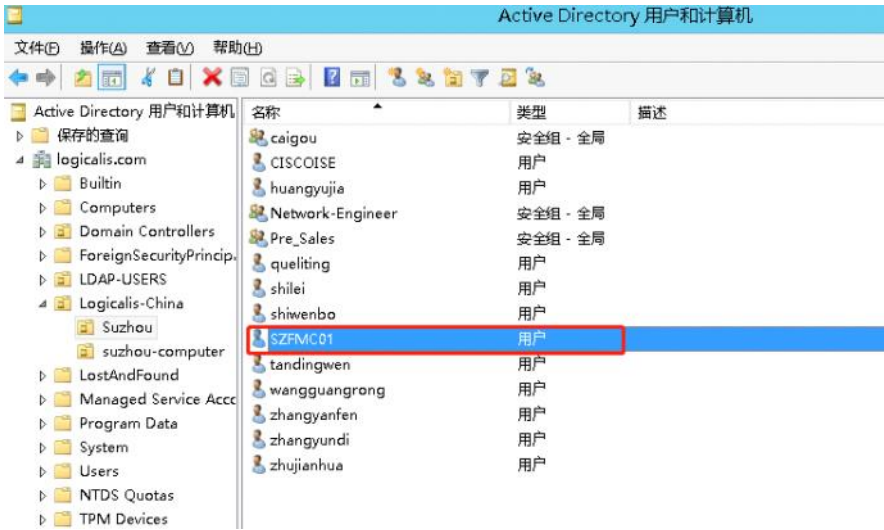 Active Directory 用户和计算机
文件(F) 操作(A) 查看(V) 帮助(H)
Active Directory 用户和计算机
保存的查询
logicalis.com
Builtin
Computers
Domain Controllers
ForeignSecurityPrincip
LDAP-USERS
Logicalis-China
Suzhou
suzhou-computer
LostAndFound
Managed Service Acco
Program Data
System
Users
NTDS Quotas
TPM Devices
名称 类型 描述
caigou 安全组 - 全局
CISCOISE 用户
huangyujia 用户
Network-Engineer 安全组 - 全局
Pre_Sales 安全组 - 全局
queliting 用户
shilei 用户
shiwenbo 用户
SZFMC01 用户
tandingwen 用户
wangguangrong 用户
zhangyanfen 用户
zhangyundi 用户
zhujianhua 用户